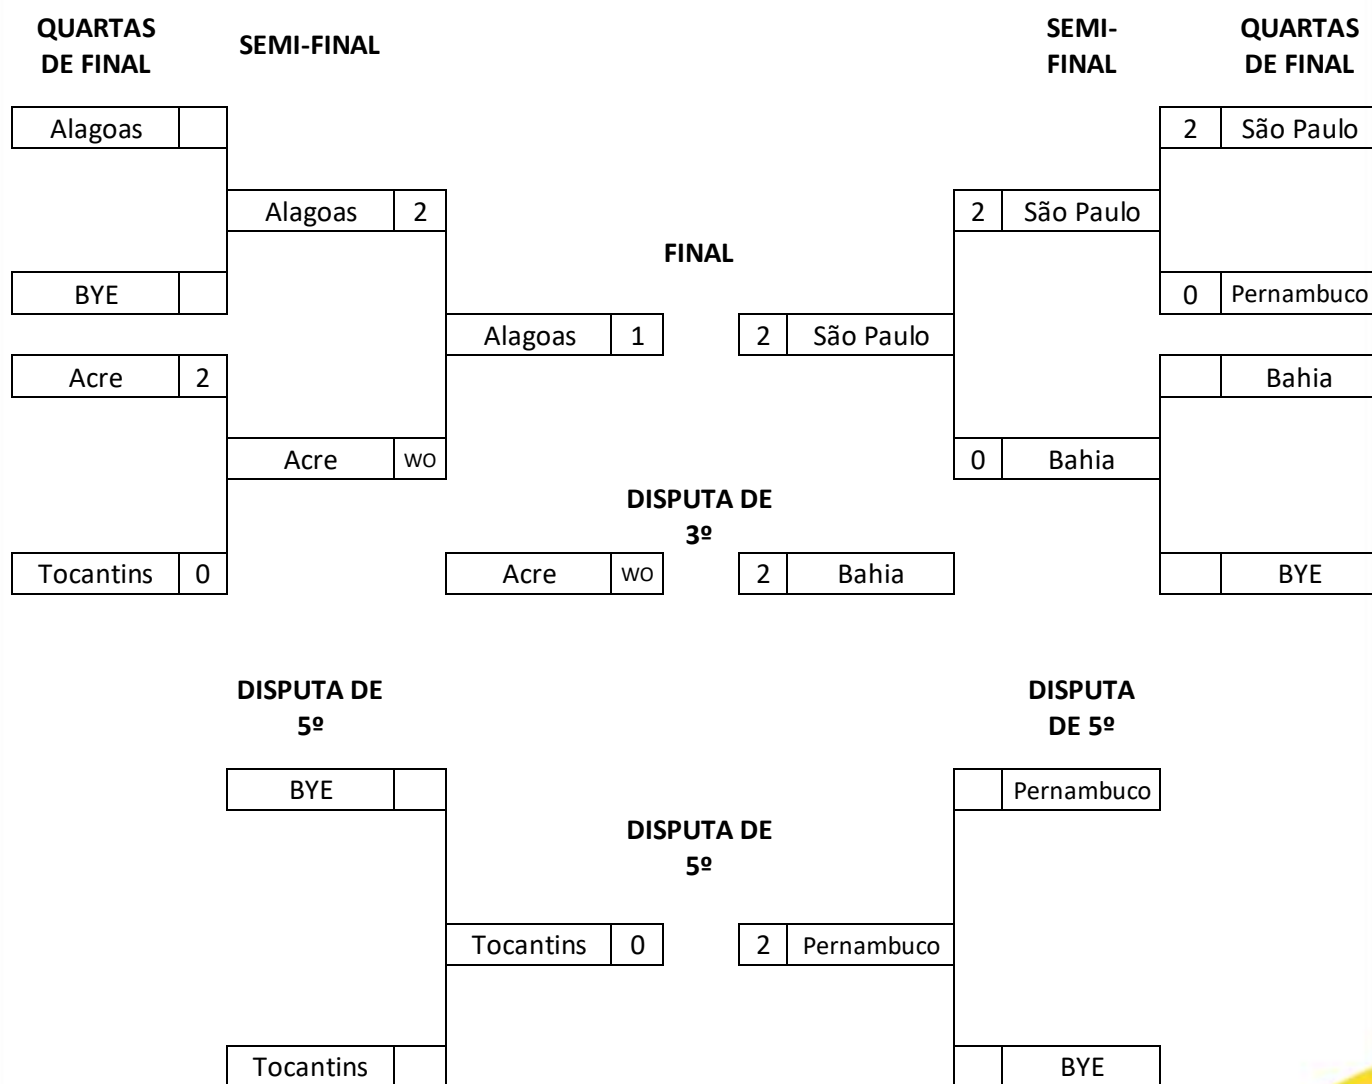 QUARTAS
DE FINAL
SEMI-FINAL
SEMI-
FINAL
QUARTAS
DE FINAL
Alagoas
2 São Paulo
Alagoas 2
2 São Paulo
FINAL
BYE
0 Pernambuco
Alagoas 1
2 São Paulo
Acre 2
Bahia
Acre WO
0 Bahia
DISPUTA DE
3º
Tocantins 0
Acre WO
2 Bahia
BYE
DISPUTA DE
5º
DISPUTA
DE 5º
BYE
Pernambuco
DISPUTA DE
5º
Tocantins 0
2 Pernambuco
Tocantins
BYE